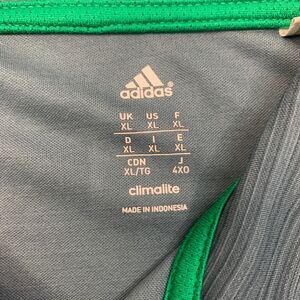 adidas®
UK US F
XL XL XL
D I E
XL XL XL
CDN J
XL/TG 4XO
climalite
MADE IN INDONESIA